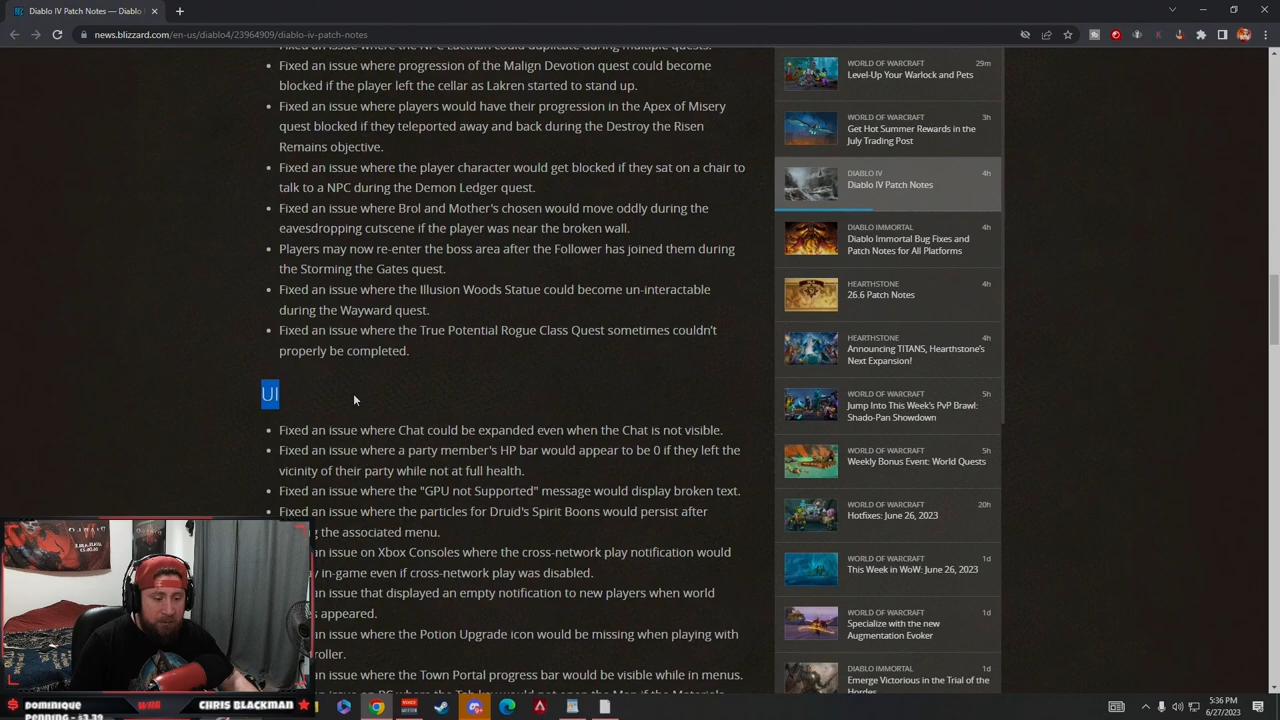 Diablo IV Patch Notes — Diablo I
news.blizzard.com/en-us/diablo4/23964909/diablo-iv-patch-notes
Fixed an issue where the NPC Laethan could duplicate during multiple quests.
Fixed an issue where progression of the Malign Devotion quest could become
blocked if the player left the cellar as Lakren started to stand up.
Fixed an issue where players would have their progression in the Apex of Misery
quest blocked if they teleported away and back during the Destroy the Risen
Remains objective.
Fixed an issue where the player character would get blocked if they sat on a chair to
talk to a NPC during the Demon Ledger quest.
Fixed an issue where Brol and Mother's chosen would move oddly during the
eavesdropping cutscene if the player was near the broken wall.
Players may now re-enter the boss area after the Follower has joined them during
the Storming the Gates quest.
Fixed an issue where the Illusion Woods Statue could become un-interactable
during the Wayward quest.
Fixed an issue where the True Potential Rogue Class Quest sometimes couldn't
properly be completed.
UI
Fixed an issue where Chat could be expanded even when the Chat is not visible.
Fixed an issue where a party member's HP bar would appear to be 0 if they left the
vicinity of their party while not at full health.
Fixed an issue where the "GPU not Supported" message would display broken text.
Fixed an issue where the particles for Druid's Spirit Boons would persist after
g the associated menu.
an issue on Xbox Consoles where the cross-network play notification would
y in-game even if cross-network play was disabled.
an issue that displayed an empty notification to new players when world
s appeared.
an issue where the Potion Upgrade icon would be missing when playing with
roller.
an issue where the Town Portal progress bar would be visible while in menus.
WORLD OF WARCRAFT 29m
Level-Up Your Warlock and Pets
WORLD OF WARCRAFT 3h
Get Hot Summer Rewards in the
July Trading Post
DIABLO IV 4h
Diablo IV Patch Notes
DIABLO IMMORTAL 4h
Diablo Immortal Bug Fixes and
Patch Notes for All Platforms
HEARTHSTONE 4h
26.6 Patch Notes
HEARTHSTONE 4h
Announcing TITANS, Hearthstone's
Next Expansion!
WORLD OF WARCRAFT 5h
Jump Into This Week's PvP Brawl:
Shado-Pan Showdown
WORLD OF WARCRAFT 5h
Weekly Bonus Event: World Quests
WORLD OF WARCRAFT 20h
Hotfixes: June 26, 2023
WORLD OF WARCRAFT 1d
This Week in WoW: June 26, 2023
WORLD OF WARCRAFT 1d
Specialize with the new
Augmentation Evoker
DIABLO IMMORTAL 1d
Emerge Victorious in the Trial of the
Hordes
DOMINIQUE
CHRIS BLACKMAN
5:36 PM
6/27/2023